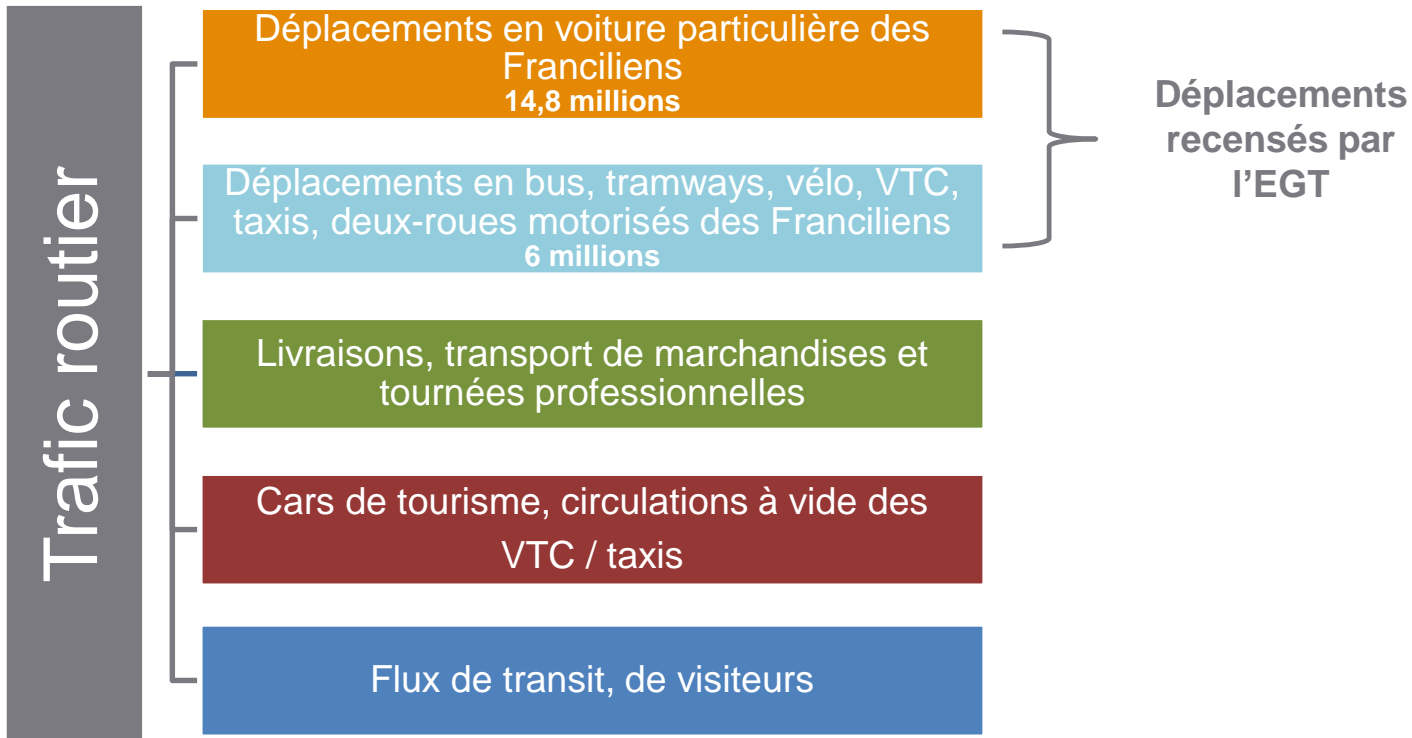 Trafic routier
Déplacements en voiture particulière des
Franciliens
14,8 millions
Déplacements en bus, tramways, vélo, VTC,
taxis, deux-roues motorisés des Franciliens
6 millions
Livraisons, transport de marchandises et
tournées professionnelles
Cars de tourisme, circulations à vide des
VTC / taxis
Flux de transit, de visiteurs
Déplacements
recensés par
l’EGT